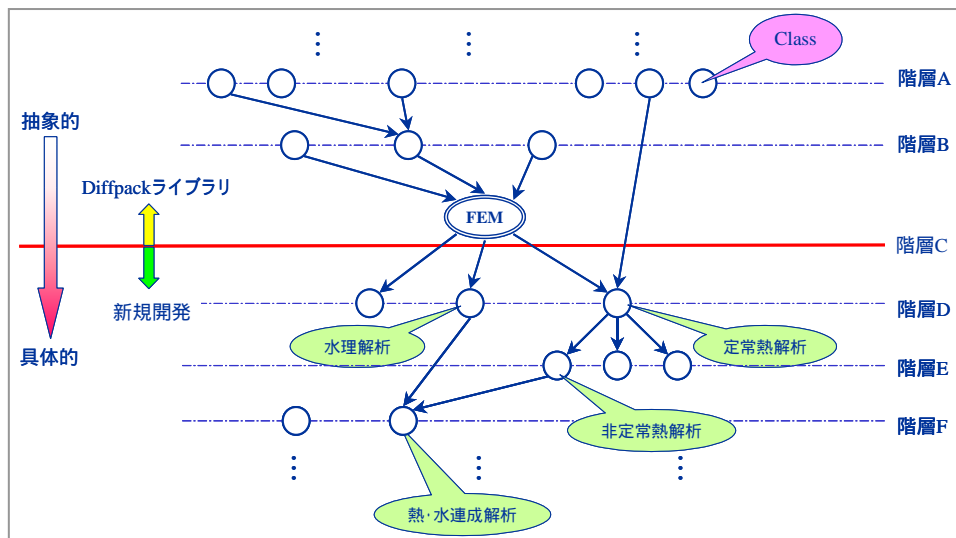 Class
階層A
抽象的
階層B
Diffpackライブラリ
FEM
階層C
新規開発
階層D
水理解析
定常熱解析
具体的
階層E
非定常熱解析
階層F
熱・水連成解析